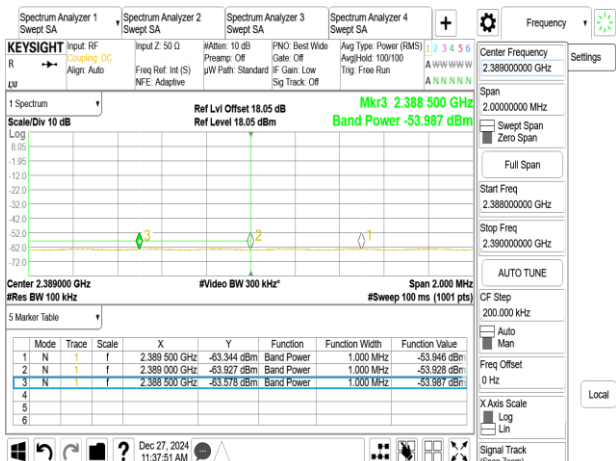 Spectrum Analyzer 1
Swept SA
Spectrum Analyzer 2
Swept SA
Spectrum Analyzer 3
Swept SA
Spectrum Analyzer 4
Swept SA
+
Frequency
Settings
KEYSIGHT
R
Input: RF
Coupling: DC
Align: Auto
Input Z: 50 Ω
Freq Ref: Int (S)
NFE: Adaptive
#Atten: 10 dB
Preamp: Off
µW Path: Standard
PNO: Best Wide
Gate: Off
IF Gain: Low
Sig Track: Off
Avg Type: Power (RMS)
Avg|Hold: 100/100
Trig: Free Run
1 2 3 4 5 6
A W W W W W
A N N N N N
1 Spectrum
Scale/Div 10 dB
Ref Lvl Offset 18.05 dB
Ref Level 18.05 dBm
Mkr3 2.388 500 GHz
Band Power -53.987 dBm
Log
8.05
-1.95
-12.0
-22.0
-32.0
-42.0
-52.0
-62.0
-72.0
3
2
1
Center 2.389000 GHz
#Res BW 100 kHz
#Video BW 300 kHz*
Span 2.000 MHz
#Sweep 100 ms (1001 pts)
5 Marker Table
Mode Trace Scale X Y Function Function Width Function Value
1 N 1 f 2.389 500 GHz -63.344 dBm Band Power 1.000 MHz -53.946 dBm
2 N 1 f 2.389 000 GHz -63.927 dBm Band Power 1.000 MHz -53.928 dBm
3 N 1 f 2.388 500 GHz -63.578 dBm Band Power 1.000 MHz -53.987 dBm
4
5
6
?
Dec 27, 2024
11:37:51 AM
Center Frequency
2.389000000 GHz
Span
2.00000000 MHz
Swept Span
Zero Span
Full Span
Start Freq
2.388000000 GHz
Stop Freq
2.390000000 GHz
AUTO TUNE
CF Step
200.000 kHz
Auto
Man
Freq Offset
0 Hz
X Axis Scale
Log
Lin
Signal Track
(Span Zoom)
Local